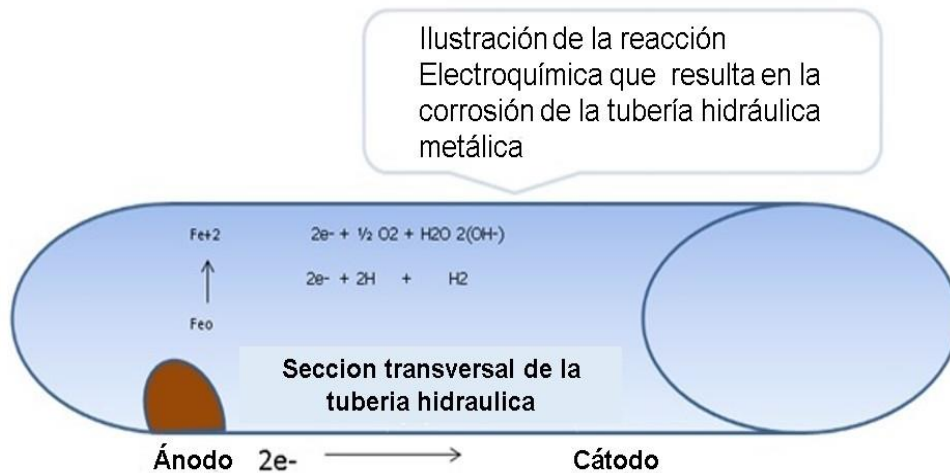 Ilustración de la reacción
Electroquímica que resulta en la
corrosión de la tubería hidráulica
metálica
Fe+2 2e- + ½ O2 + H2O 2(OH-)
2e- + 2H + H2
Feo
Seccion transversal de la
tuberia hidraulica
Ánodo 2e- Cátodo